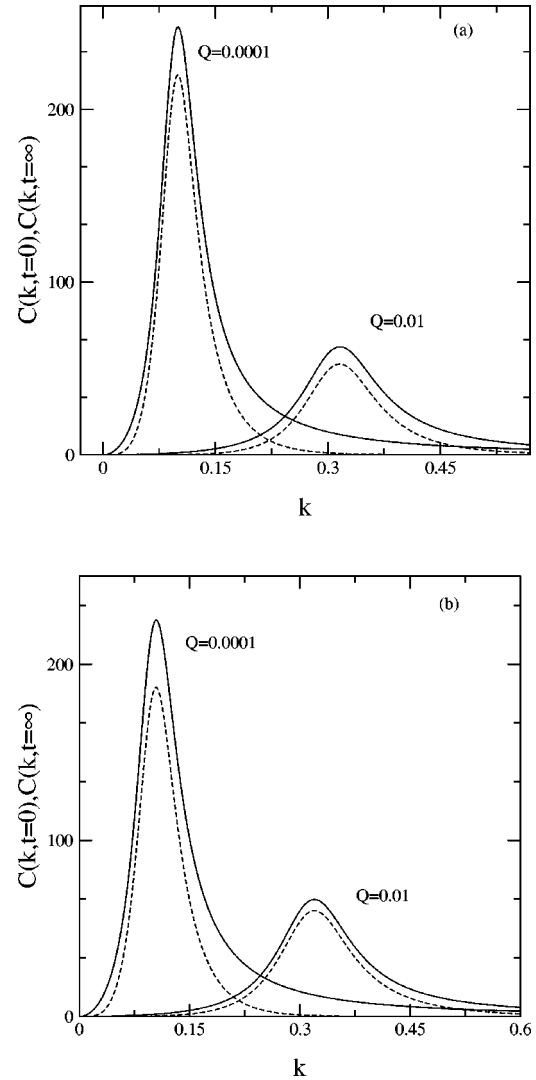 (a)
Q=0.0001
200
C(k,t=0),C(k,t=∞)
100
Q=0.01
0
0 0.15 0.3 0.45
k
(b)
Q=0.0001
200
C(k,t=0),C(k,t=∞)
100
Q=0.01
0
0 0.15 0.3 0.45 0.6
k